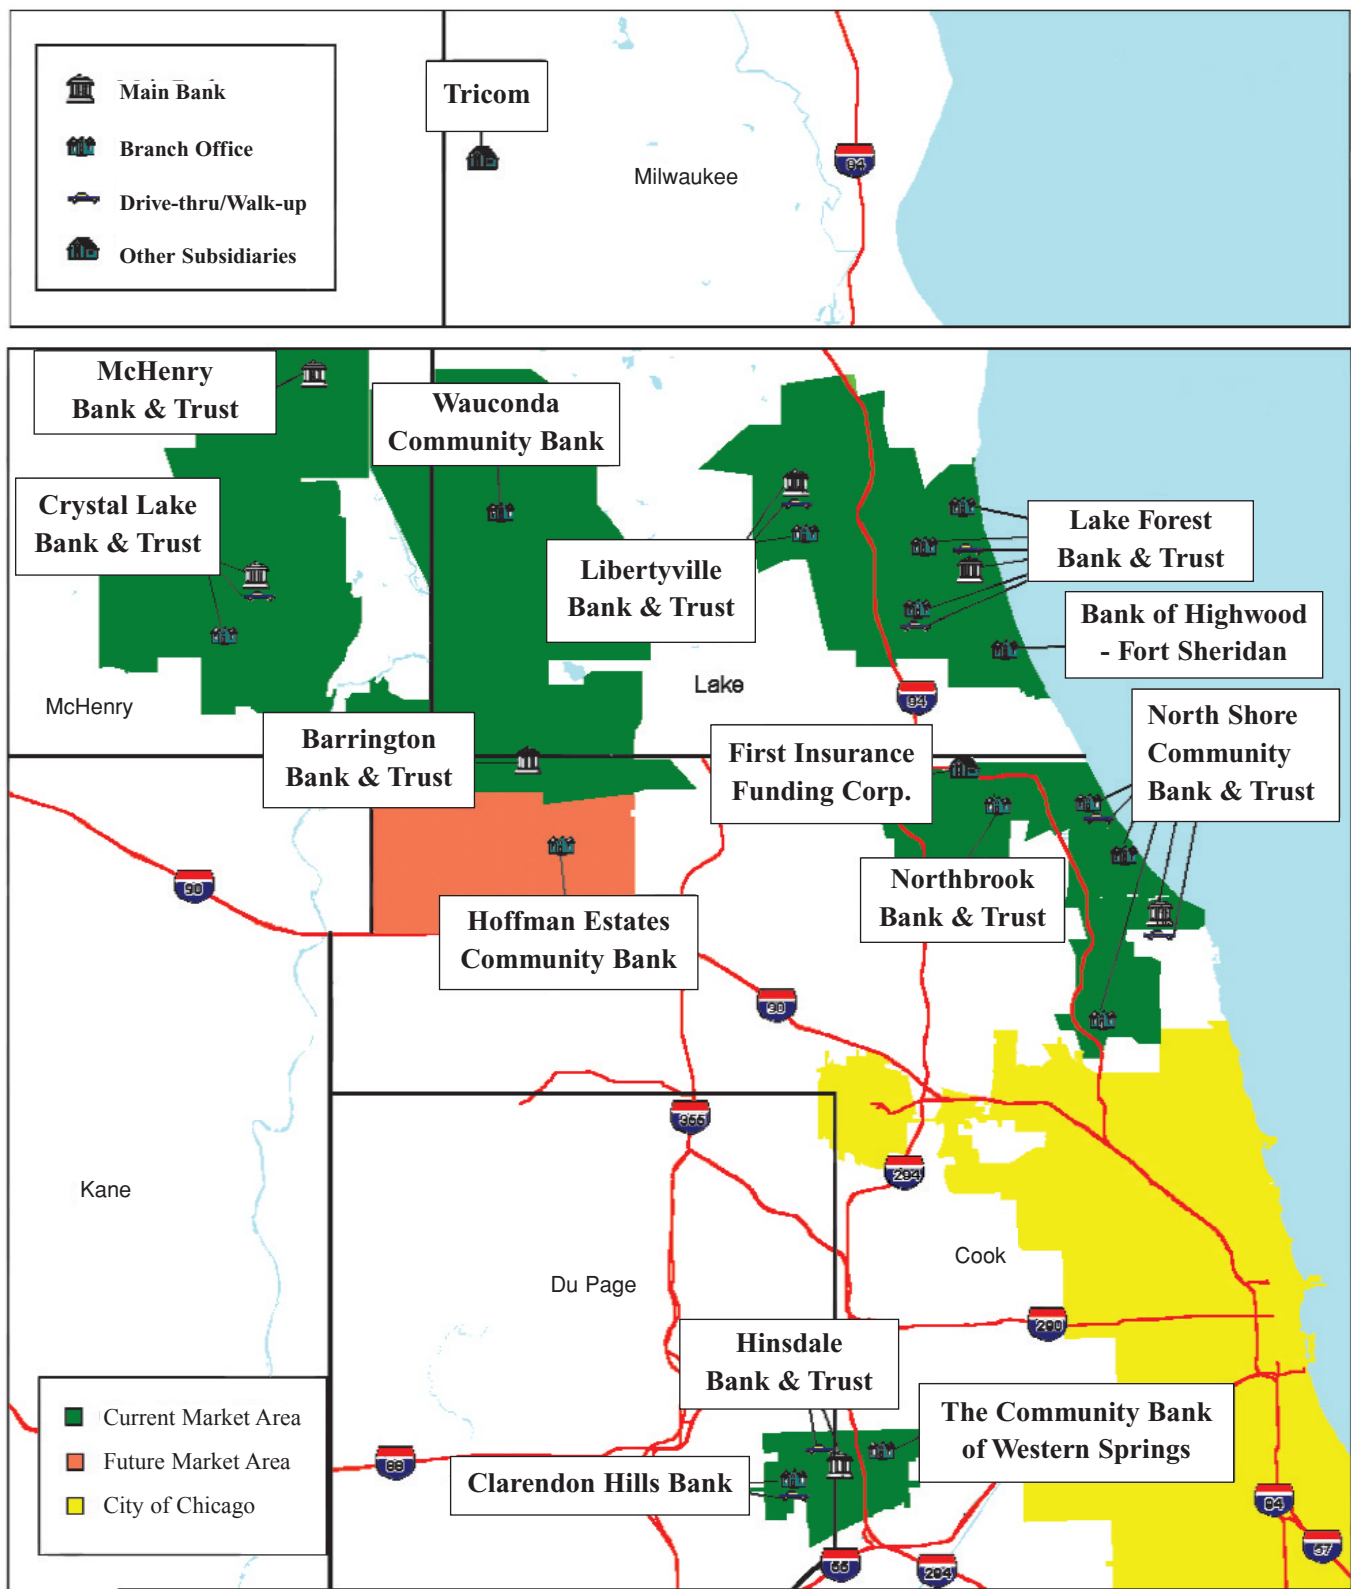 Main Bank
Branch Office
Drive-thru/Walk-up
Other Subsidiaries
Tricom
Milwaukee
94
McHenry
Bank & Trust
Wauconda
Community Bank
Crystal Lake
Bank & Trust
Libertyville
Bank & Trust
Lake Forest
Bank & Trust
Bank of Highwood
- Fort Sheridan
McHenry
Lake
94
Barrington
Bank & Trust
First Insurance
Funding Corp.
North Shore
Community
Bank & Trust
90
Northbrook
Bank & Trust
Hoffman Estates
Community Bank
90
355
294
Kane
Cook
Du Page
290
Hinsdale
Bank & Trust
The Community Bank
of Western Springs
Current Market Area
Future Market Area
City of Chicago
88
Clarendon Hills Bank
94
57
55
294